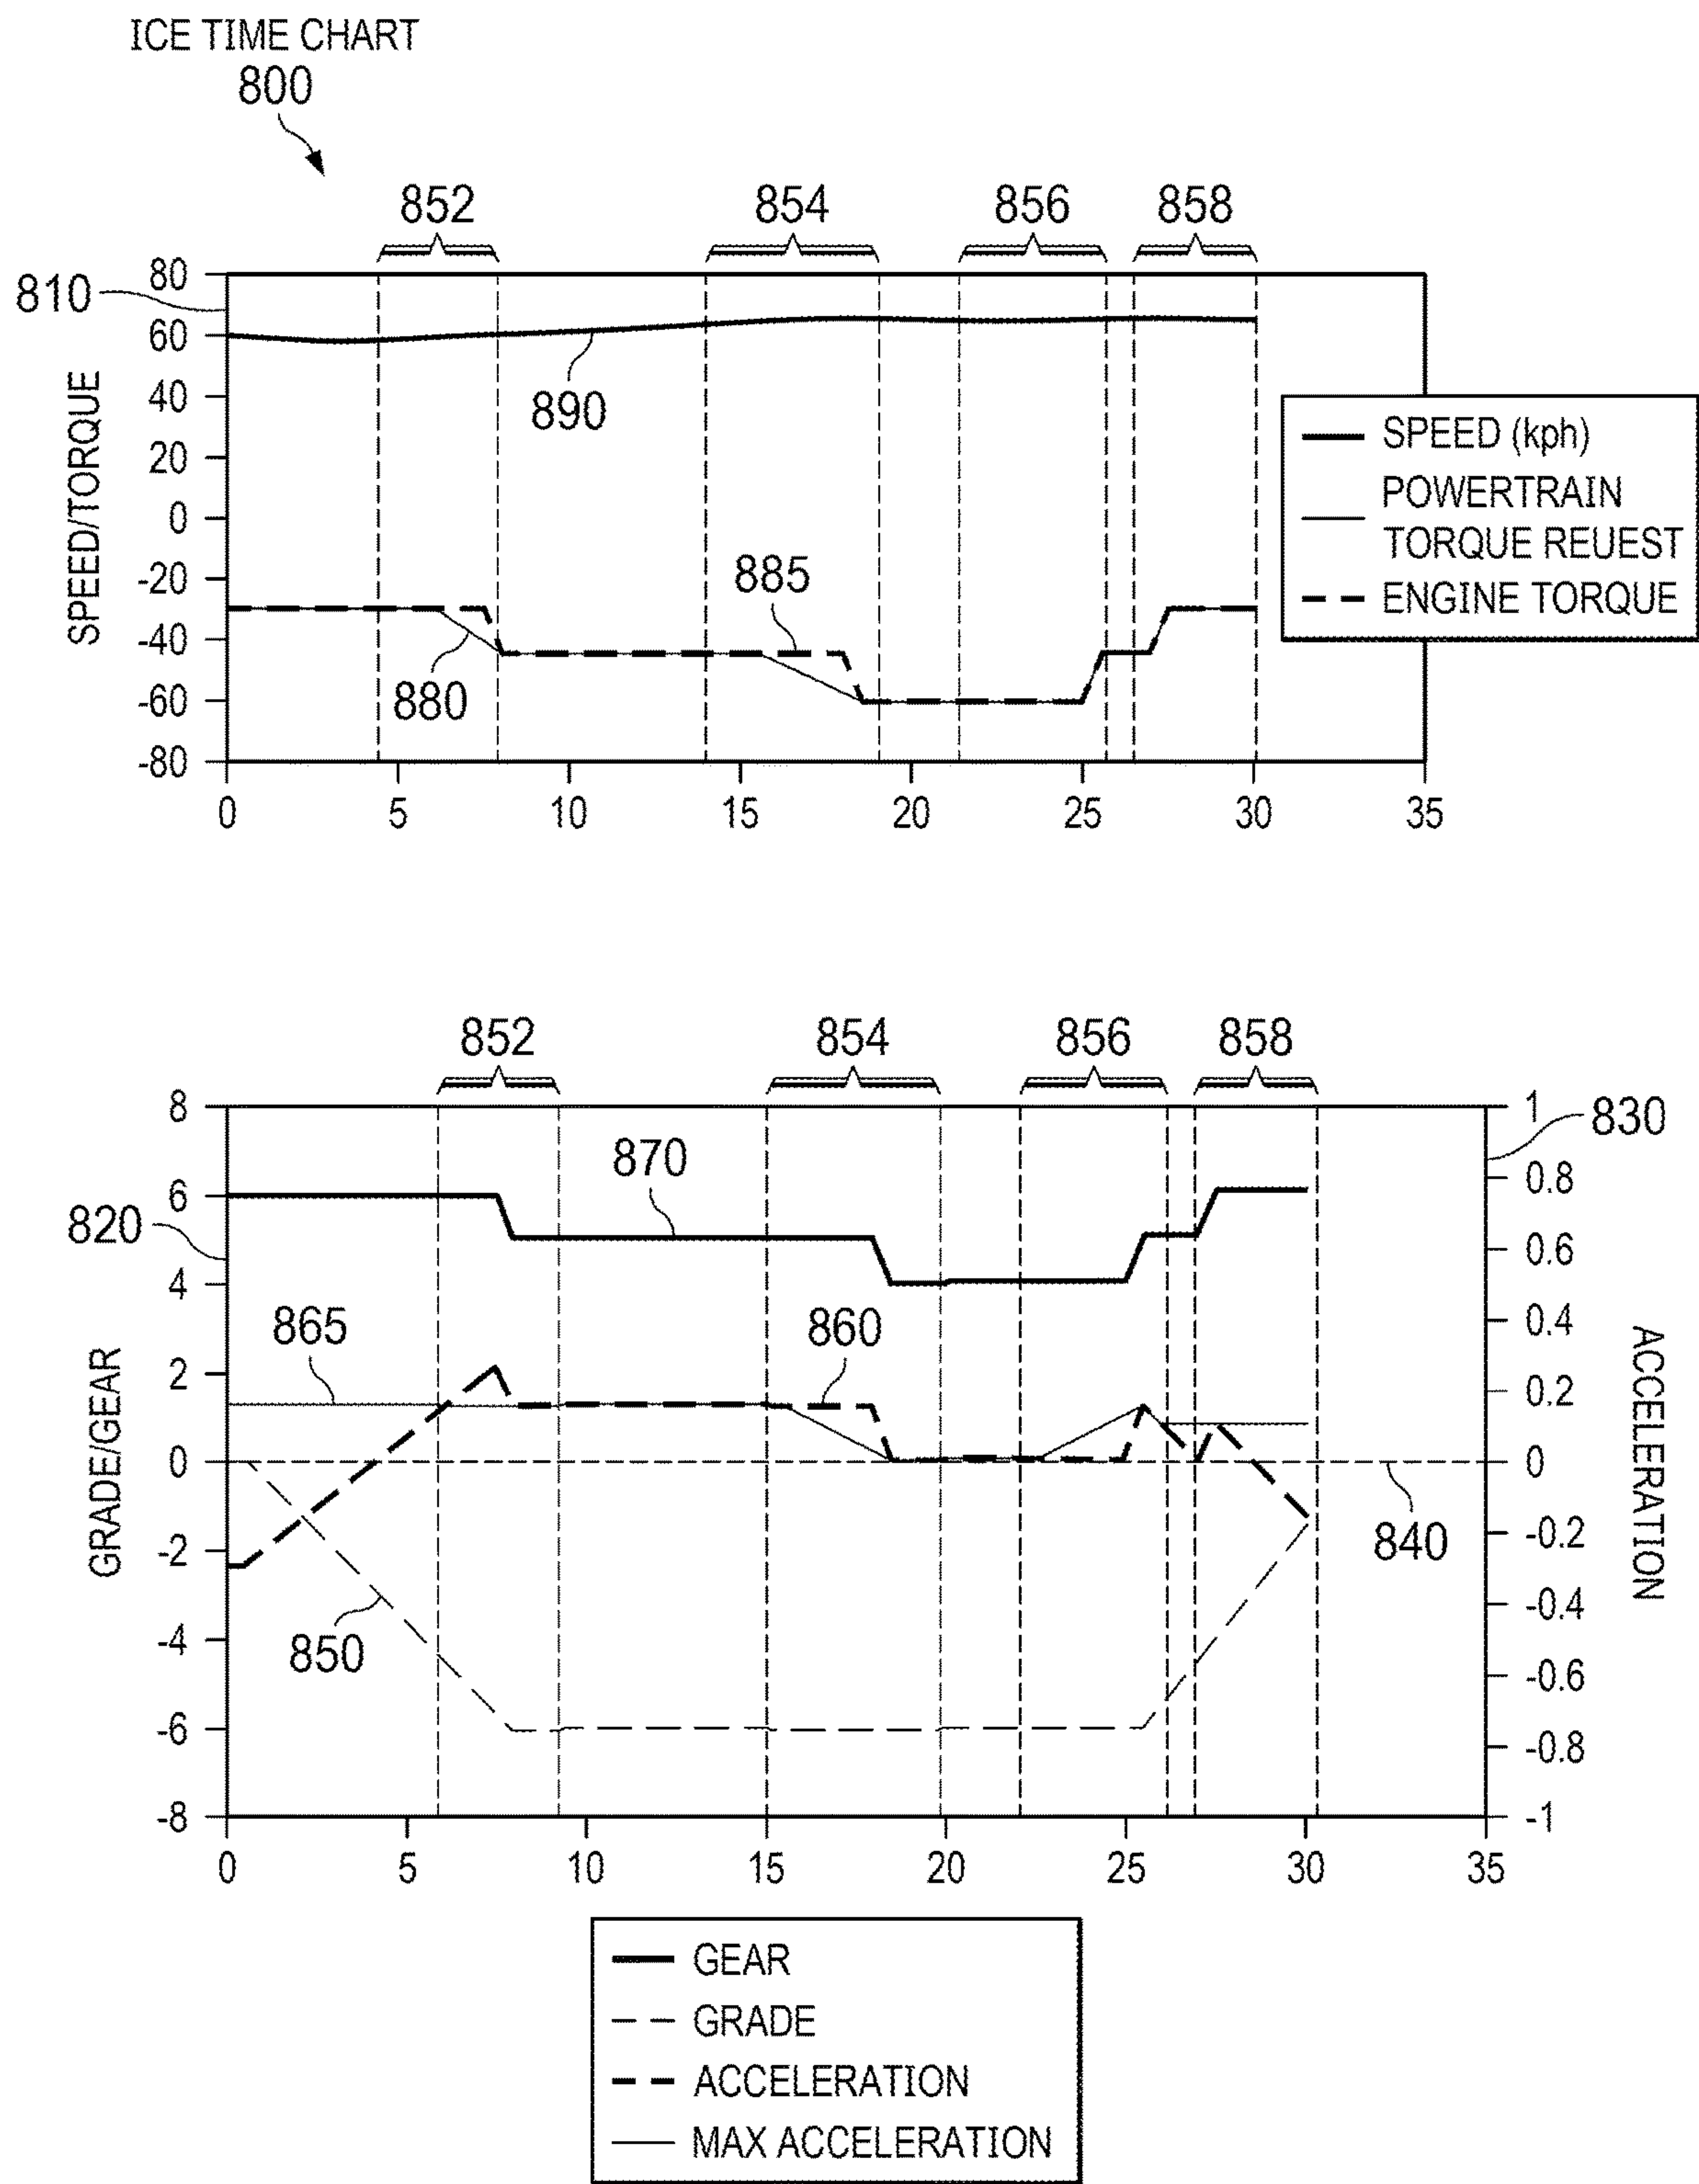 ICE TIME CHART
800
852 854 856 858
810
SPEED/TORQUE
80
60
40
20
0
-20
-40
-60
-80
890
885
880
0 5 10 15 20 25 30 35
SPEED (kph)
POWERTRAIN
TORQUE REUEST
ENGINE TORQUE
852 854 856 858
820
GRADE/GEAR
8
6
4
2
0
-2
-4
-6
-8
870
865
860
850
840
830
1
0.8
0.6
0.4
0.2
0
-0.2
-0.4
-0.6
-0.8
-1
ACCELERATION
0 5 10 15 20 25 30 35
GEAR
GRADE
ACCELERATION
MAX ACCELERATION